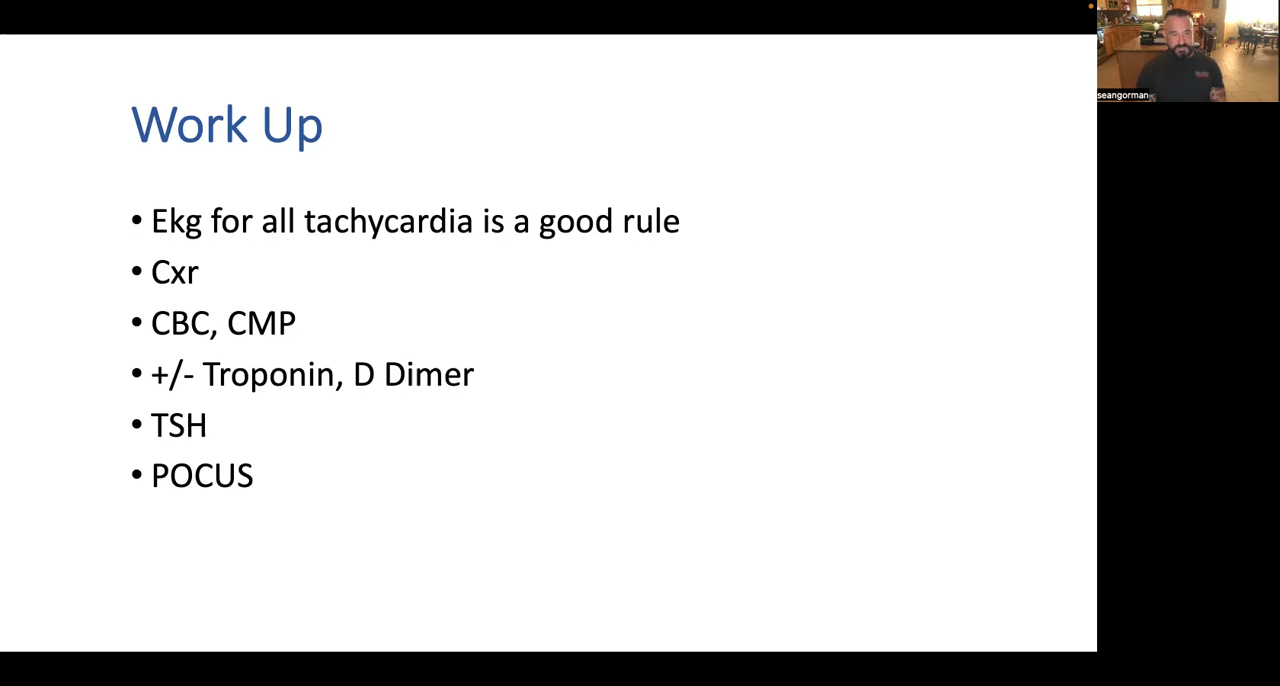 Work Up
• Ekg for all tachycardia is a good rule
• Cxr
• CBC, CMP
• +/- Troponin, D Dimer
• TSH
• POCUS
seangorman